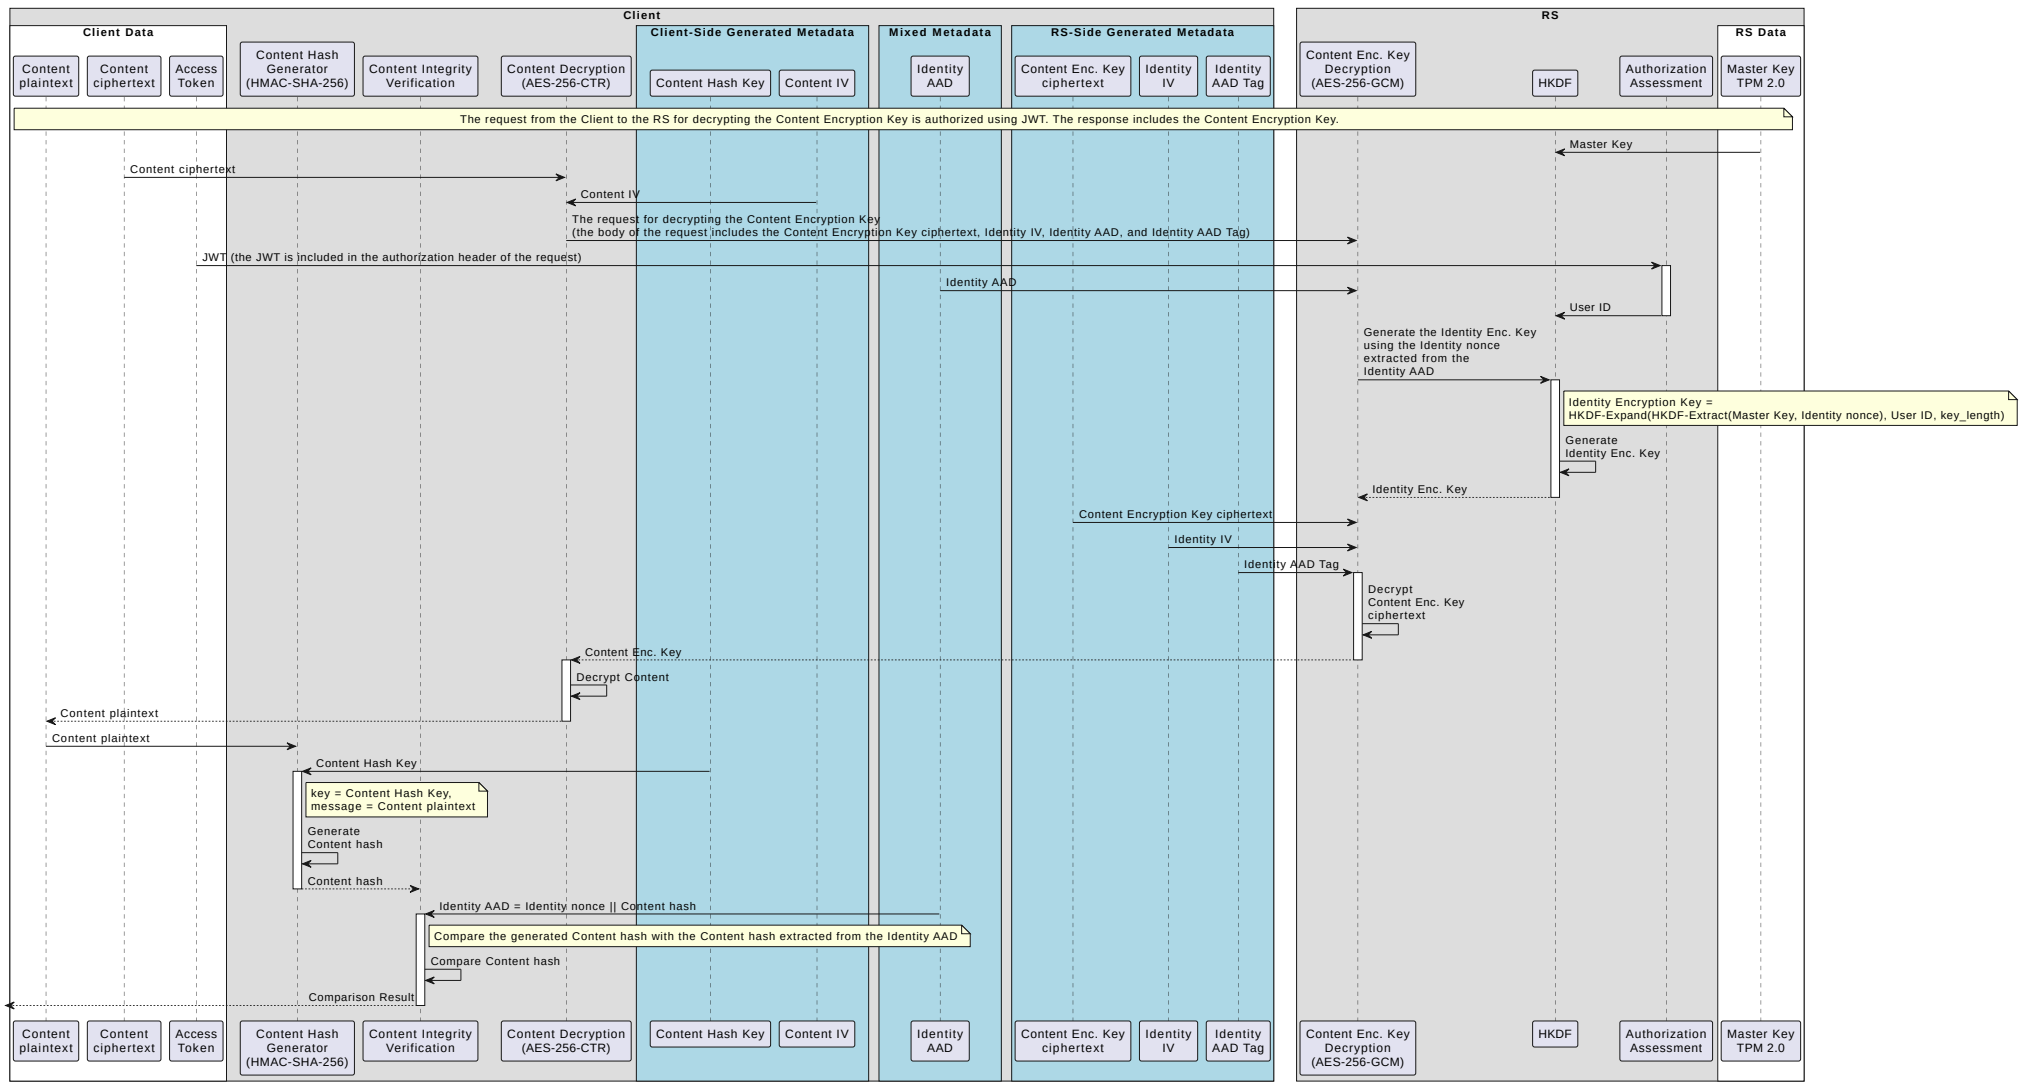 Client
RS
Client Data
Client-Side Generated Metadata
Mixed Metadata
RS-Side Generated Metadata
RS Data
Content
plaintext
Content
ciphertext
Access
Token
Content Hash
Generator
(HMAC-SHA-256)
Content Integrity
Verification
Content Decryption
(AES-256-CTR)
Content Hash Key
Content IV
Identity
AAD
Content Enc. Key
ciphertext
Identity
IV
Identity
AAD Tag
Content Enc. Key
Decryption
(AES-256-GCM)
HKDF
Authorization
Assessment
Master Key
TPM 2.0
The request from the Client to the RS for decrypting the Content Encryption Key is authorized using JWT. The response includes the Content Encryption Key.
Master Key
Content ciphertext
Content IV
The request for decrypting the Content Encryption Key
(the body of the request includes the Content Encryption Key ciphertext, Identity IV, Identity AAD, and Identity AAD Tag)
JWT (the JWT is included in the authorization header of the request)
Identity AAD
User ID
Generate the Identity Enc. Key
using the Identity nonce
extracted from the
Identity AAD
Identity Encryption Key =
HKDF-Expand(HKDF-Extract(Master Key, Identity nonce), User ID, key_length)
Generate
Identity Enc. Key
Identity Enc. Key
Content Encryption Key ciphertext
Identity IV
Identity AAD Tag
Decrypt
Content Enc. Key
ciphertext
Content Enc. Key
Decrypt Content
Content plaintext
Content plaintext
Content Hash Key
key = Content Hash Key,
message = Content plaintext
Generate
Content hash
Content hash
Identity AAD = Identity nonce || Content hash
Compare the generated Content hash with the Content hash extracted from the Identity AAD
Compare Content hash
Comparison Result
Content
plaintext
Content
ciphertext
Access
Token
Content Hash
Generator
(HMAC-SHA-256)
Content Integrity
Verification
Content Decryption
(AES-256-CTR)
Content Hash Key
Content IV
Identity
AAD
Content Enc. Key
ciphertext
Identity
IV
Identity
AAD Tag
Content Enc. Key
Decryption
(AES-256-GCM)
HKDF
Authorization
Assessment
Master Key
TPM 2.0